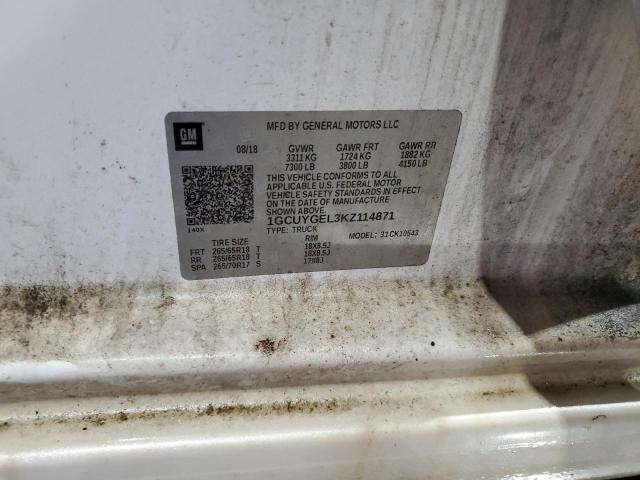 GM
MFD BY GENERAL MOTORS LLC
08/18 GVWR GAWR FRT GAWR RR
3311 KG 1724 KG 1882 KG
7300 LB 3800 LB 4150 LB
THIS VEHICLE CONFORMS TO ALL
APPLICABLE U.S. FEDERAL MOTOR
VEHICLE SAFETY STANDARDS IN EFFECT
ON THE DATE OF MANUFACTURE
SHOWN ABOVE.
1GCUYGEL3KZ114871
140X
TYPE: TRUCK MODEL: 31CK10543
TIRE SIZE RIM
FRT 265/65R18 T 18X8.5J
RR 265/65R18 T 18X8.5J
SPA 265/70R17 S 17X8J